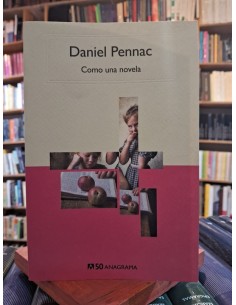 Daniel Pennac
Como una novela
50 ANAGRAMA